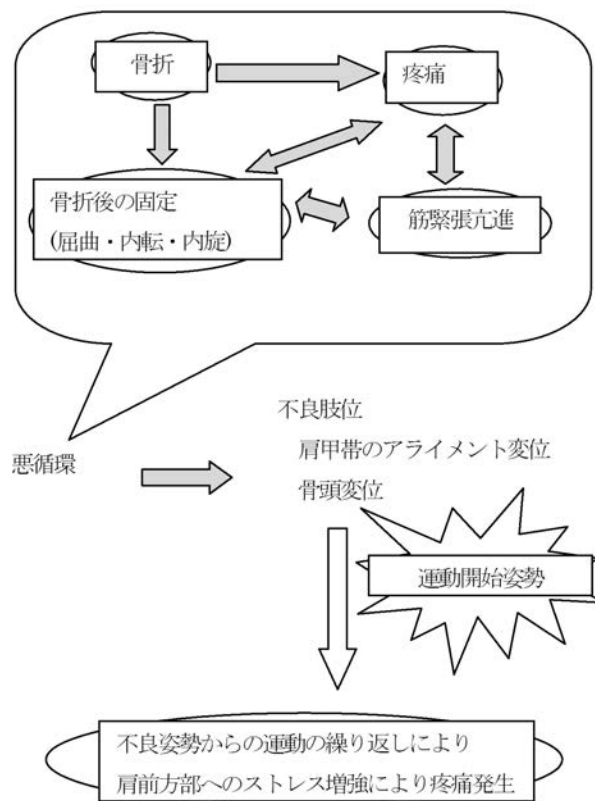 骨折
疼痛
骨折後の固定
(屈曲・内転・内旋)
筋緊張亢進
不良肢位
悪循環
肩甲帯のアライメント変位
骨頭変位
運動開始姿勢
不良姿勢からの運動の繰り返しにより
肩前方部へのストレス増強により疼痛発生